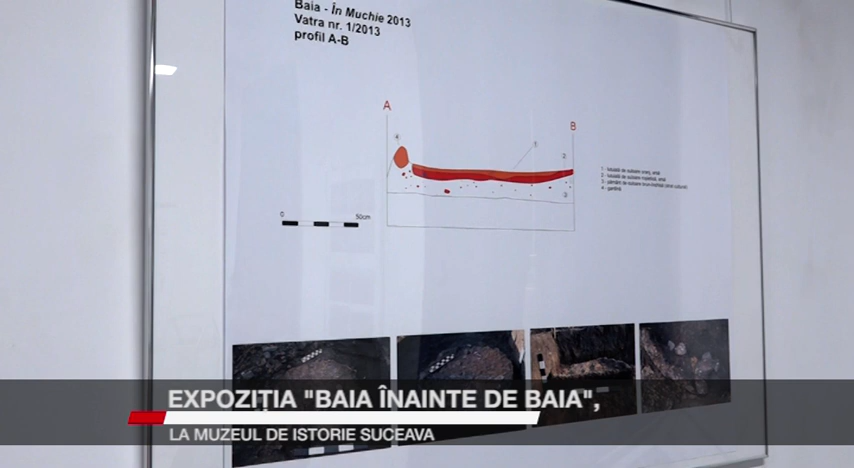 Baia - În Muchie 2013
Vatra nr. 1/2013
profil A-B
A
B
0
50cm
EXPOZIȚIA "BAIA ÎNAINTE DE BAIA",
LA MUZEUL DE ISTORIE SUCEAVA